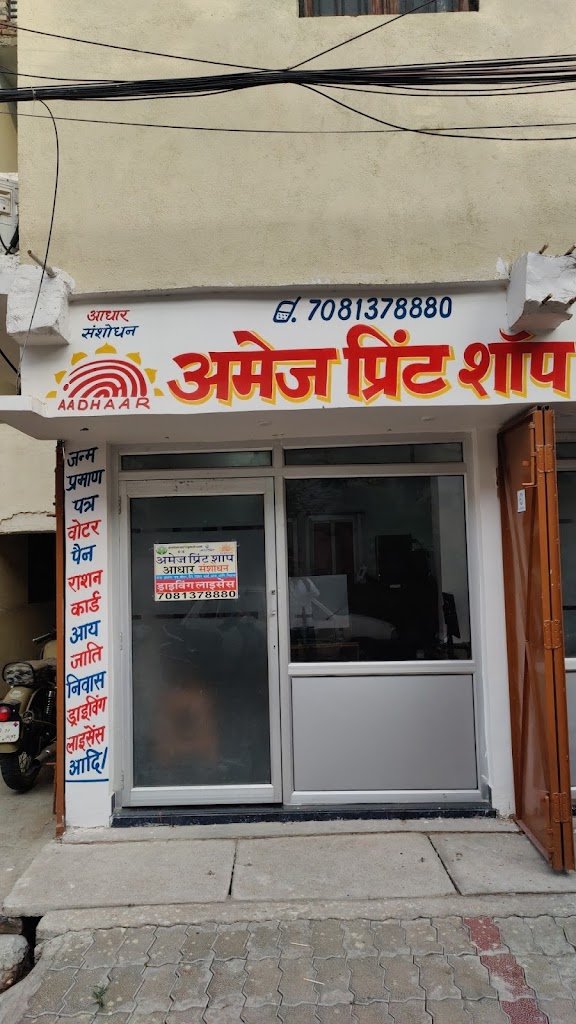 आधार
संशोधन
7081378880
अमेज प्रिंट शॉप
AADHAAR
जन्म
प्रमाण
पत्र
वोटर
पैन
राशन
कार्ड
आय
जाति
निवास
ड्राइविंग
लाइसेंस
आदि/
अमेज प्रिंट शाप
आधार संशोधन
ड्राइविंग लाइसेंस
7081378880